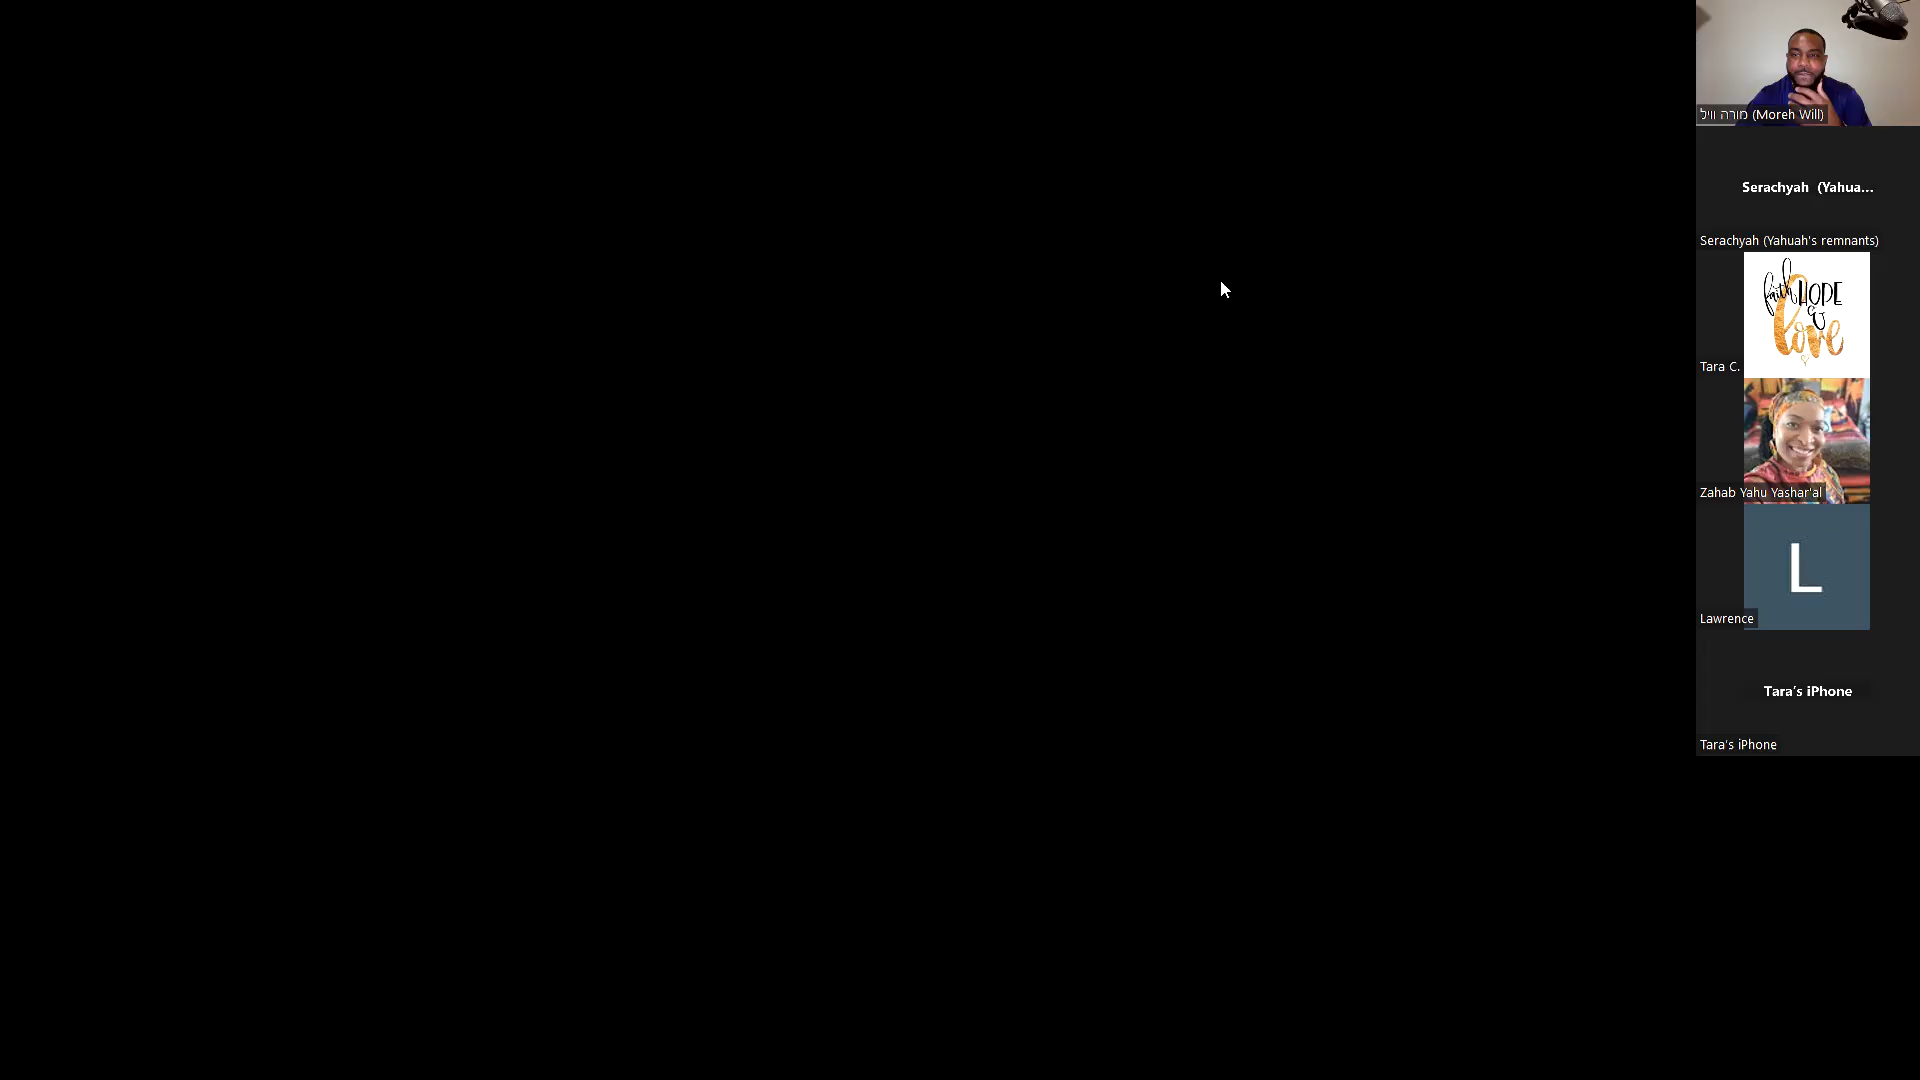 מורה וויל (Moreh Will)
Serachyah (Yahua...
Serachyah (Yahuah's remnants)
faith HOPE
&
love
Tara C.
Zahab Yahu Yashar'al
L
Lawrence
Tara's iPhone
Tara's iPhone